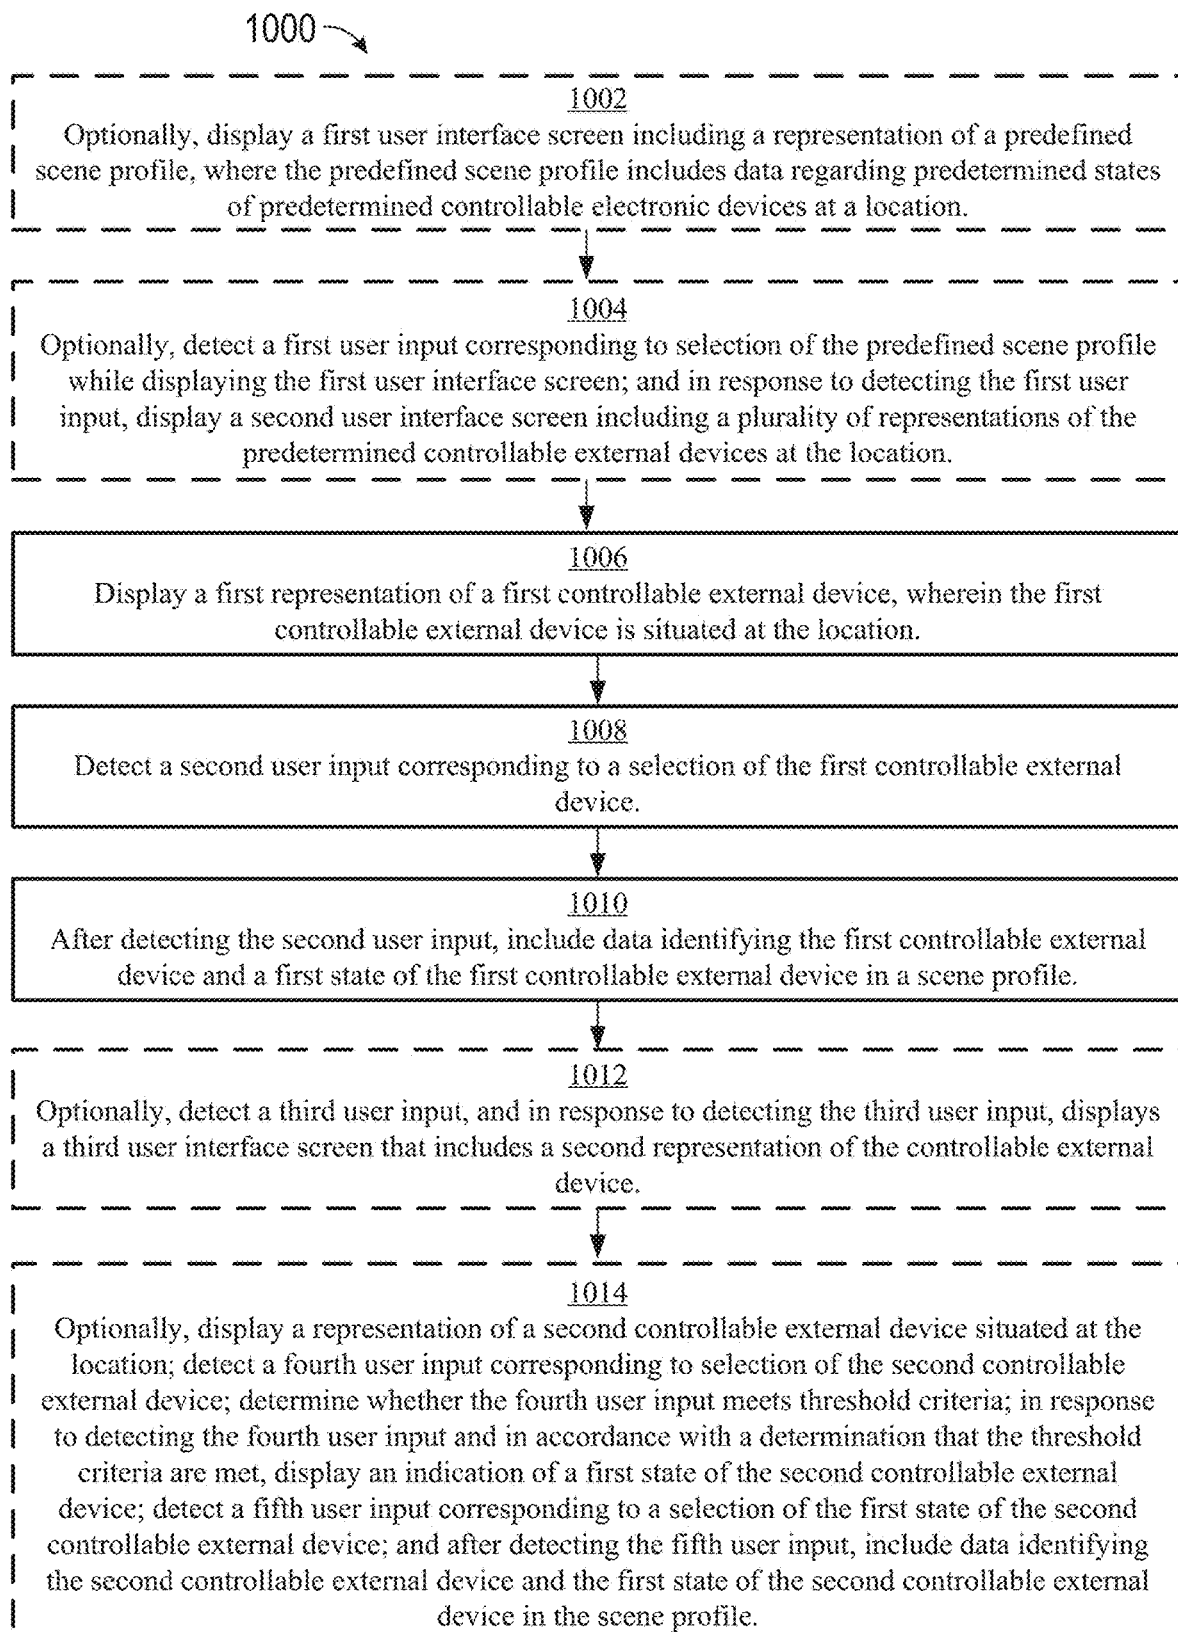 1000
1002
Optionally, display a first user interface screen including a representation of a predefined
scene profile, where the predefined scene profile includes data regarding predetermined states
of predetermined controllable electronic devices at a location.
1004
Optionally, detect a first user input corresponding to selection of the predefined scene profile
while displaying the first user interface screen; and in response to detecting the first user
input, display a second user interface screen including a plurality of representations of the
predetermined controllable external devices at the location.
1006
Display a first representation of a first controllable external device, wherein the first
controllable external device is situated at the location.
1008
Detect a second user input corresponding to a selection of the first controllable external
device.
1010
After detecting the second user input, include data identifying the first controllable external
device and a first state of the first controllable external device in a scene profile.
1012
Optionally, detect a third user input, and in response to detecting the third user input, displays
a third user interface screen that includes a second representation of the controllable external
device.
1014
Optionally, display a representation of a second controllable external device situated at the
location; detect a fourth user input corresponding to selection of the second controllable
external device; determine whether the fourth user input meets threshold criteria; in response
to detecting the fourth user input and in accordance with a determination that the threshold
criteria are met, display an indication of a first state of the second controllable external
device; detect a fifth user input corresponding to a selection of the first state of the second
controllable external device; and after detecting the fifth user input, include data identifying
the second controllable external device and the first state of the second controllable external
device in the scene profile.